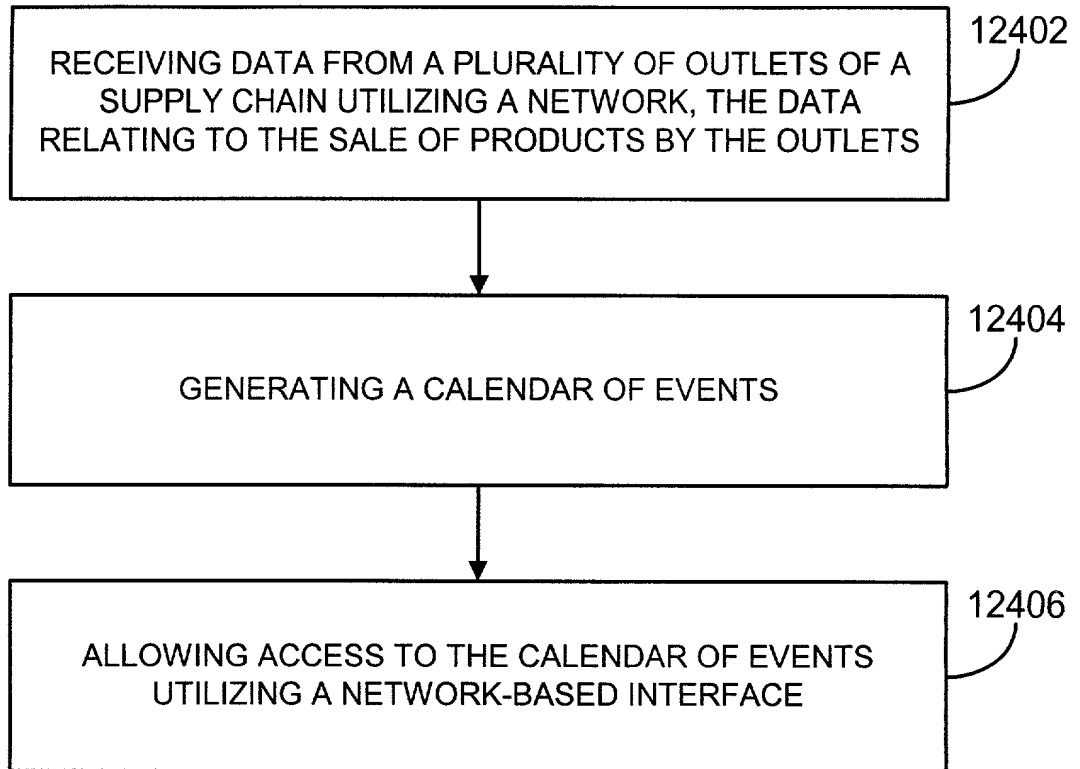 12402
RECEIVING DATA FROM A PLURALITY OF OUTLETS OF A
SUPPLY CHAIN UTILIZING A NETWORK, THE DATA
RELATING TO THE SALE OF PRODUCTS BY THE OUTLETS
12404
GENERATING A CALENDAR OF EVENTS
12406
ALLOWING ACCESS TO THE CALENDAR OF EVENTS
UTILIZING A NETWORK-BASED INTERFACE